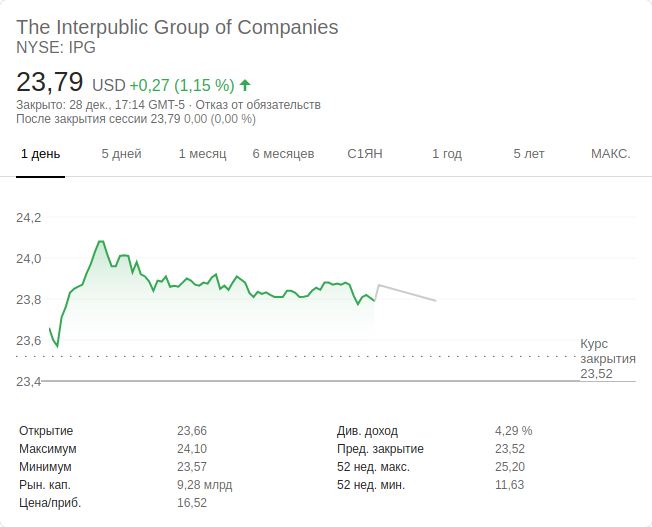 The Interpublic Group of Companies
NYSE: IPG
23,79 USD +0,27 (1,15 %)
Закрыто: 28 дек., 17:14 GMT-5 · Отказ от обязательств
После закрытия сессии 23,79 0,00 (0,00 %)
1 день 5 дней 1 месяц 6 месяцев С1ЯН 1 год 5 лет МАКС.
24,2
24,0
23,8
23,6
23,4
Курс
закрытия
23,52
Открытие 23,66 Див. доход 4,29 %
Максимум 24,10 Пред. закрытие 23,52
Минимум 23,57 52 нед. макс. 25,20
Рын. кап. 9,28 млрд 52 нед. мин. 11,63
Цена/приб. 16,52